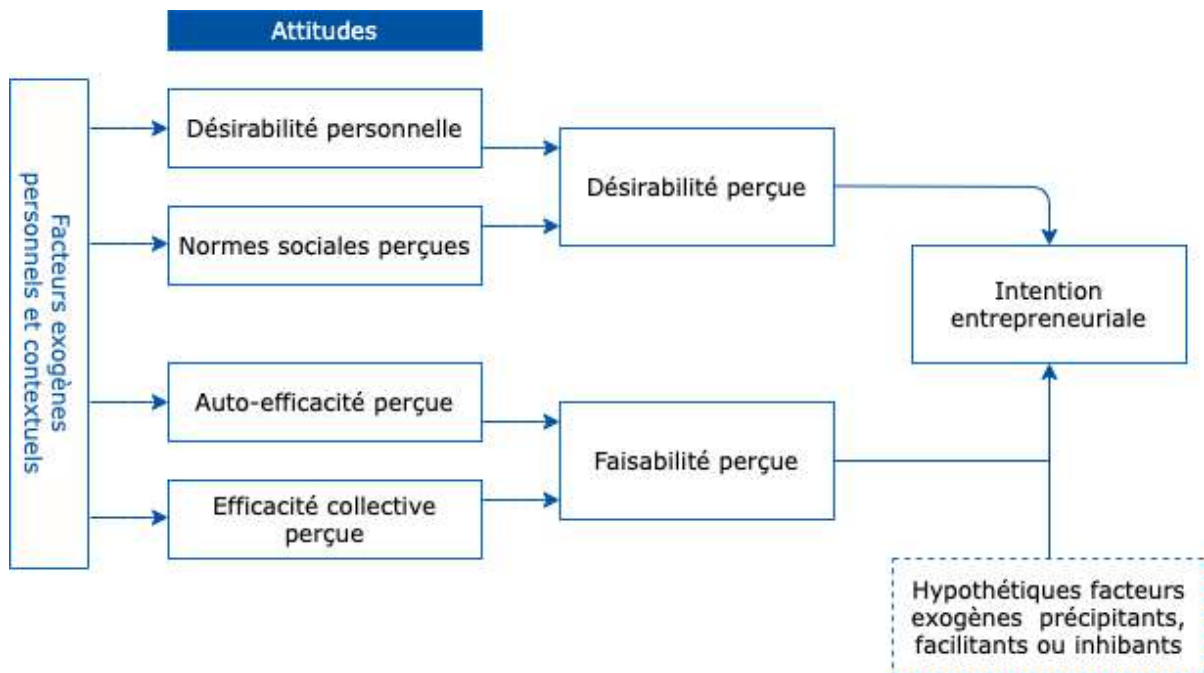 Attitudes
Facteurs exogènes
personnels et contextuels
Désirabilité personnelle
Normes sociales perçues
Auto-efficacité perçue
Efficacité collective
perçue
Désirabilité perçue
Faisabilité perçue
Intention
entrepreneuriale
Hypothétiques facteurs
exogènes précipitants,
facilitants ou inhibants